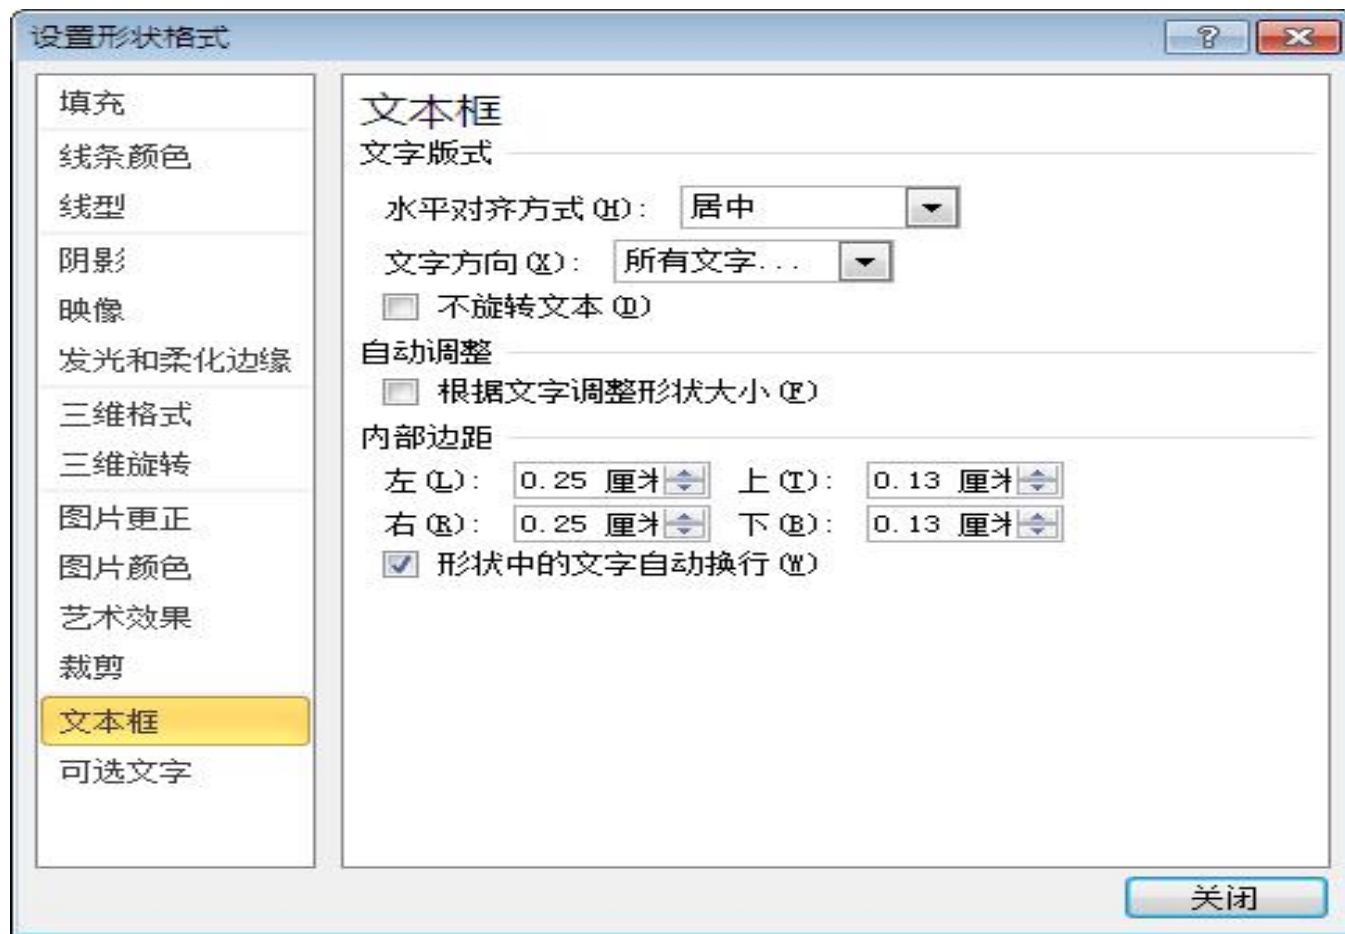 设置形状格式
填充
线条颜色
线型
阴影
映像
发光和柔化边缘
三维格式
三维旋转
图片更正
图片颜色
艺术效果
裁剪
文本框
可选文字
文本框
文字版式
水平对齐方式(H): 居中
文字方向(X): 所有文字...
不旋转文本(D)
自动调整
根据文字调整形状大小(F)
内部边距
左(L): 0.25 厘米 上(T): 0.13 厘米
右(R): 0.25 厘米 下(B): 0.13 厘米
形状中的文字自动换行(W)
关闭